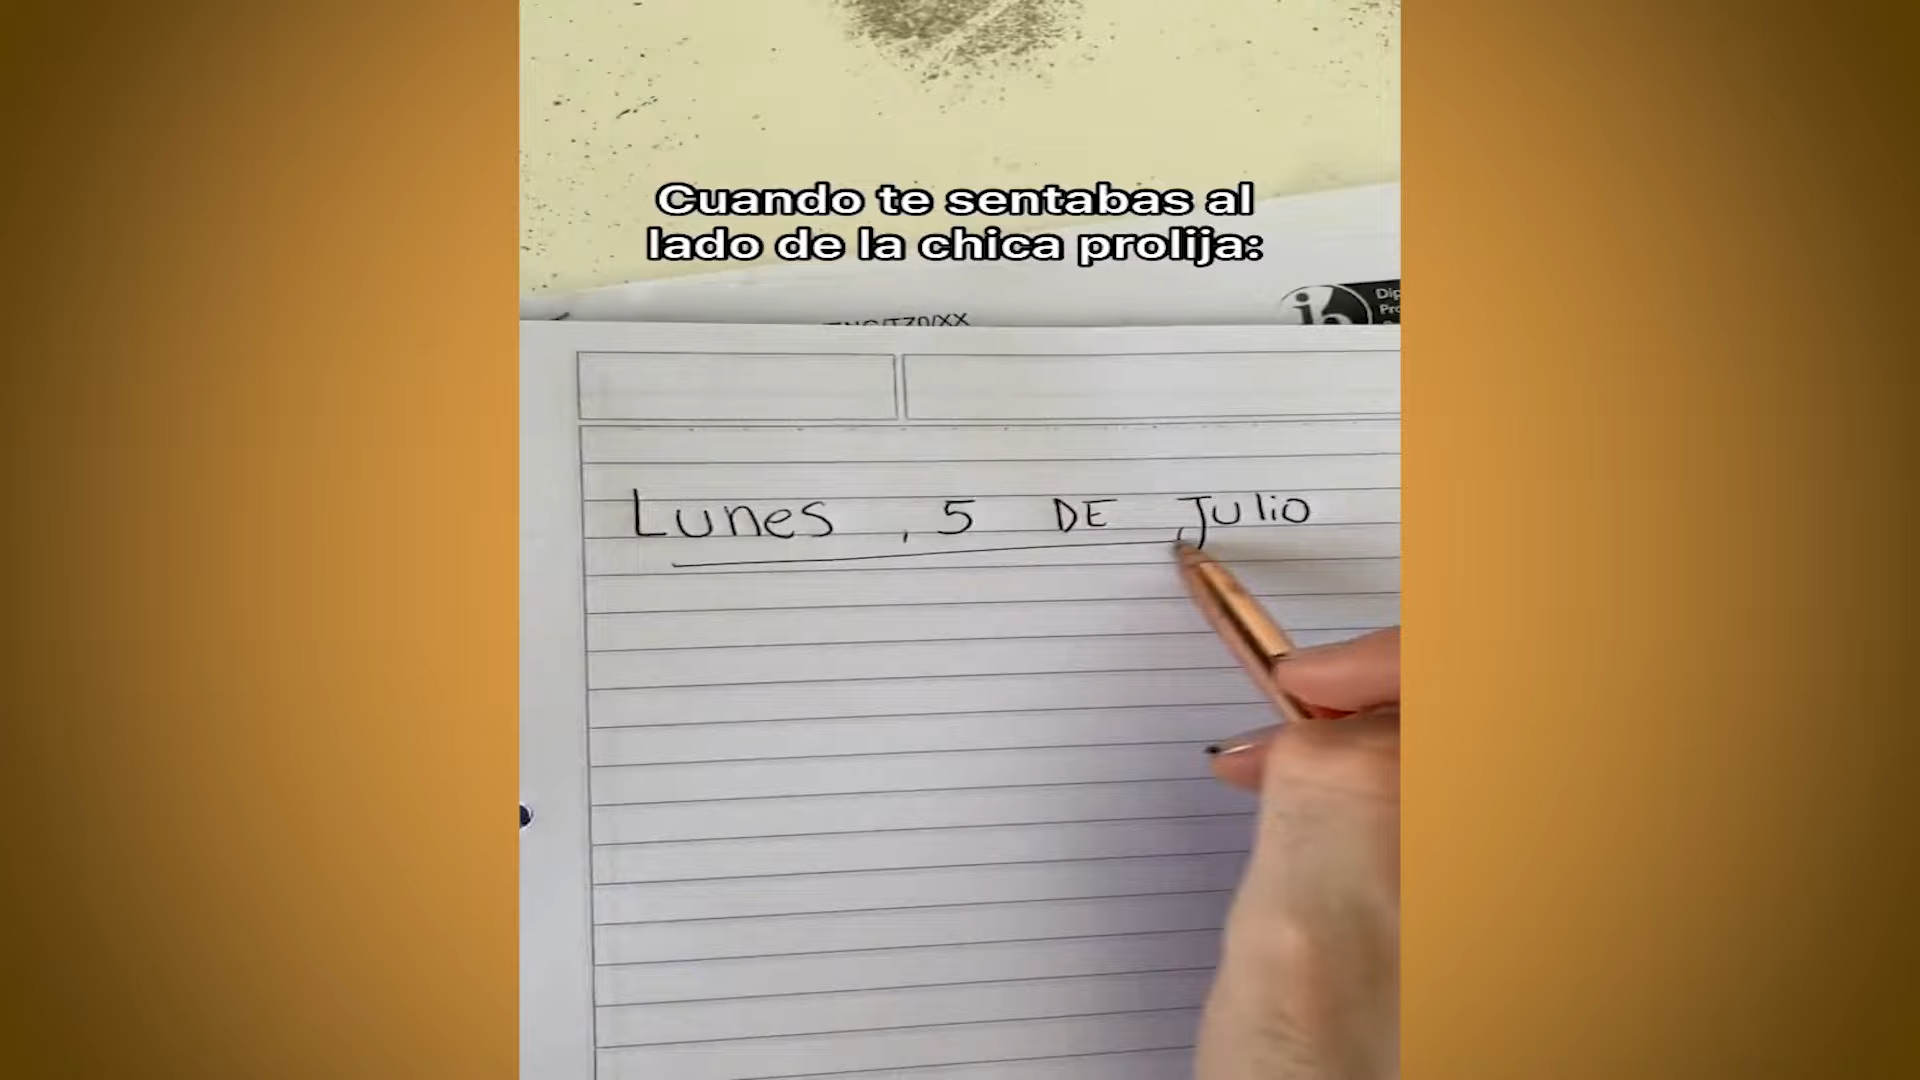 Cuando te sentabas al
lado de la chica prolija:
Lunes, 5 DE Julio